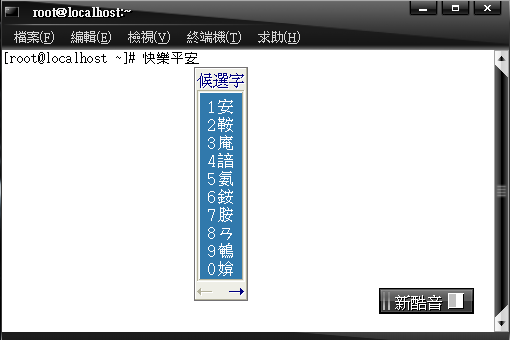 root@localhost:~
檔案(F) 編輯(E) 檢視(V) 終端機(T) 求助(H)
[root@localhost ~]# 快樂平安
候選字
1安
2鞍
3庵
4諳
5氨
6銨
7胺
8ㄢ
9鵪
0媕
新酷音